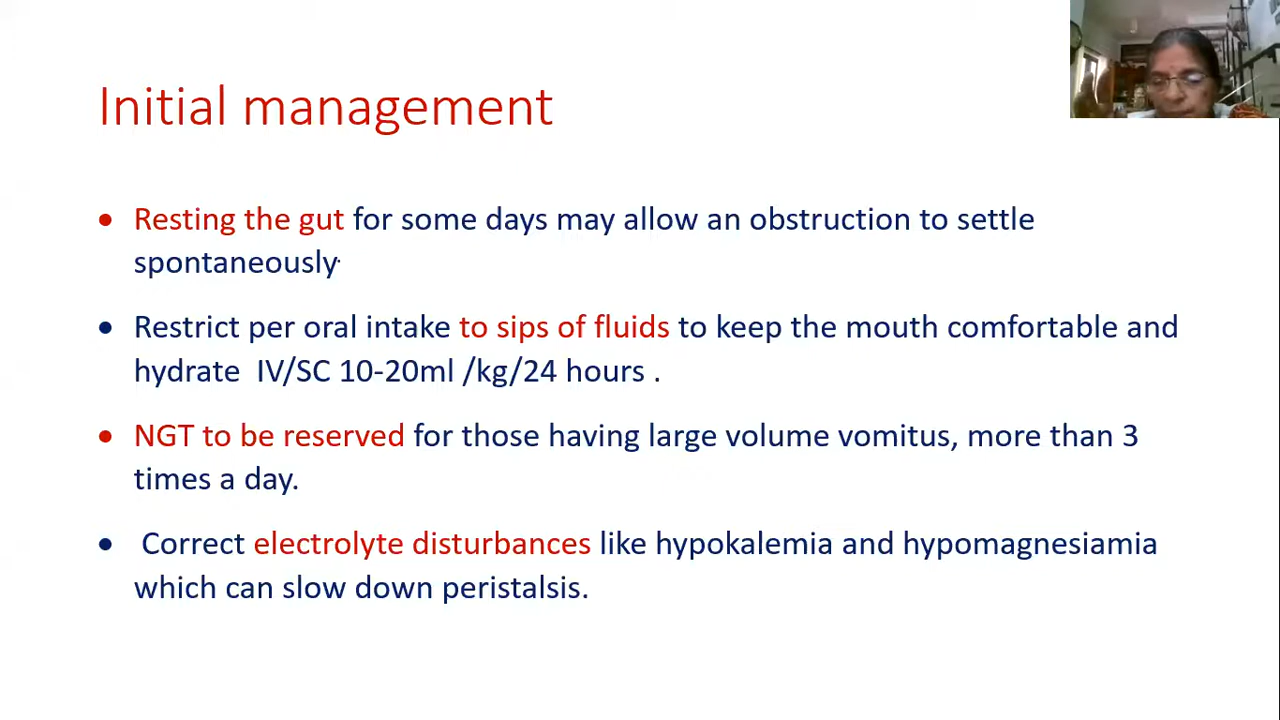 Initial management
• Resting the gut for some days may allow an obstruction to settle
spontaneously.
• Restrict per oral intake to sips of fluids to keep the mouth comfortable and
hydrate IV/SC 10-20ml /kg/24 hours .
• NGT to be reserved for those having large volume vomitus, more than 3
times a day.
• Correct electrolyte disturbances like hypokalemia and hypomagnesiamia
which can slow down peristalsis.